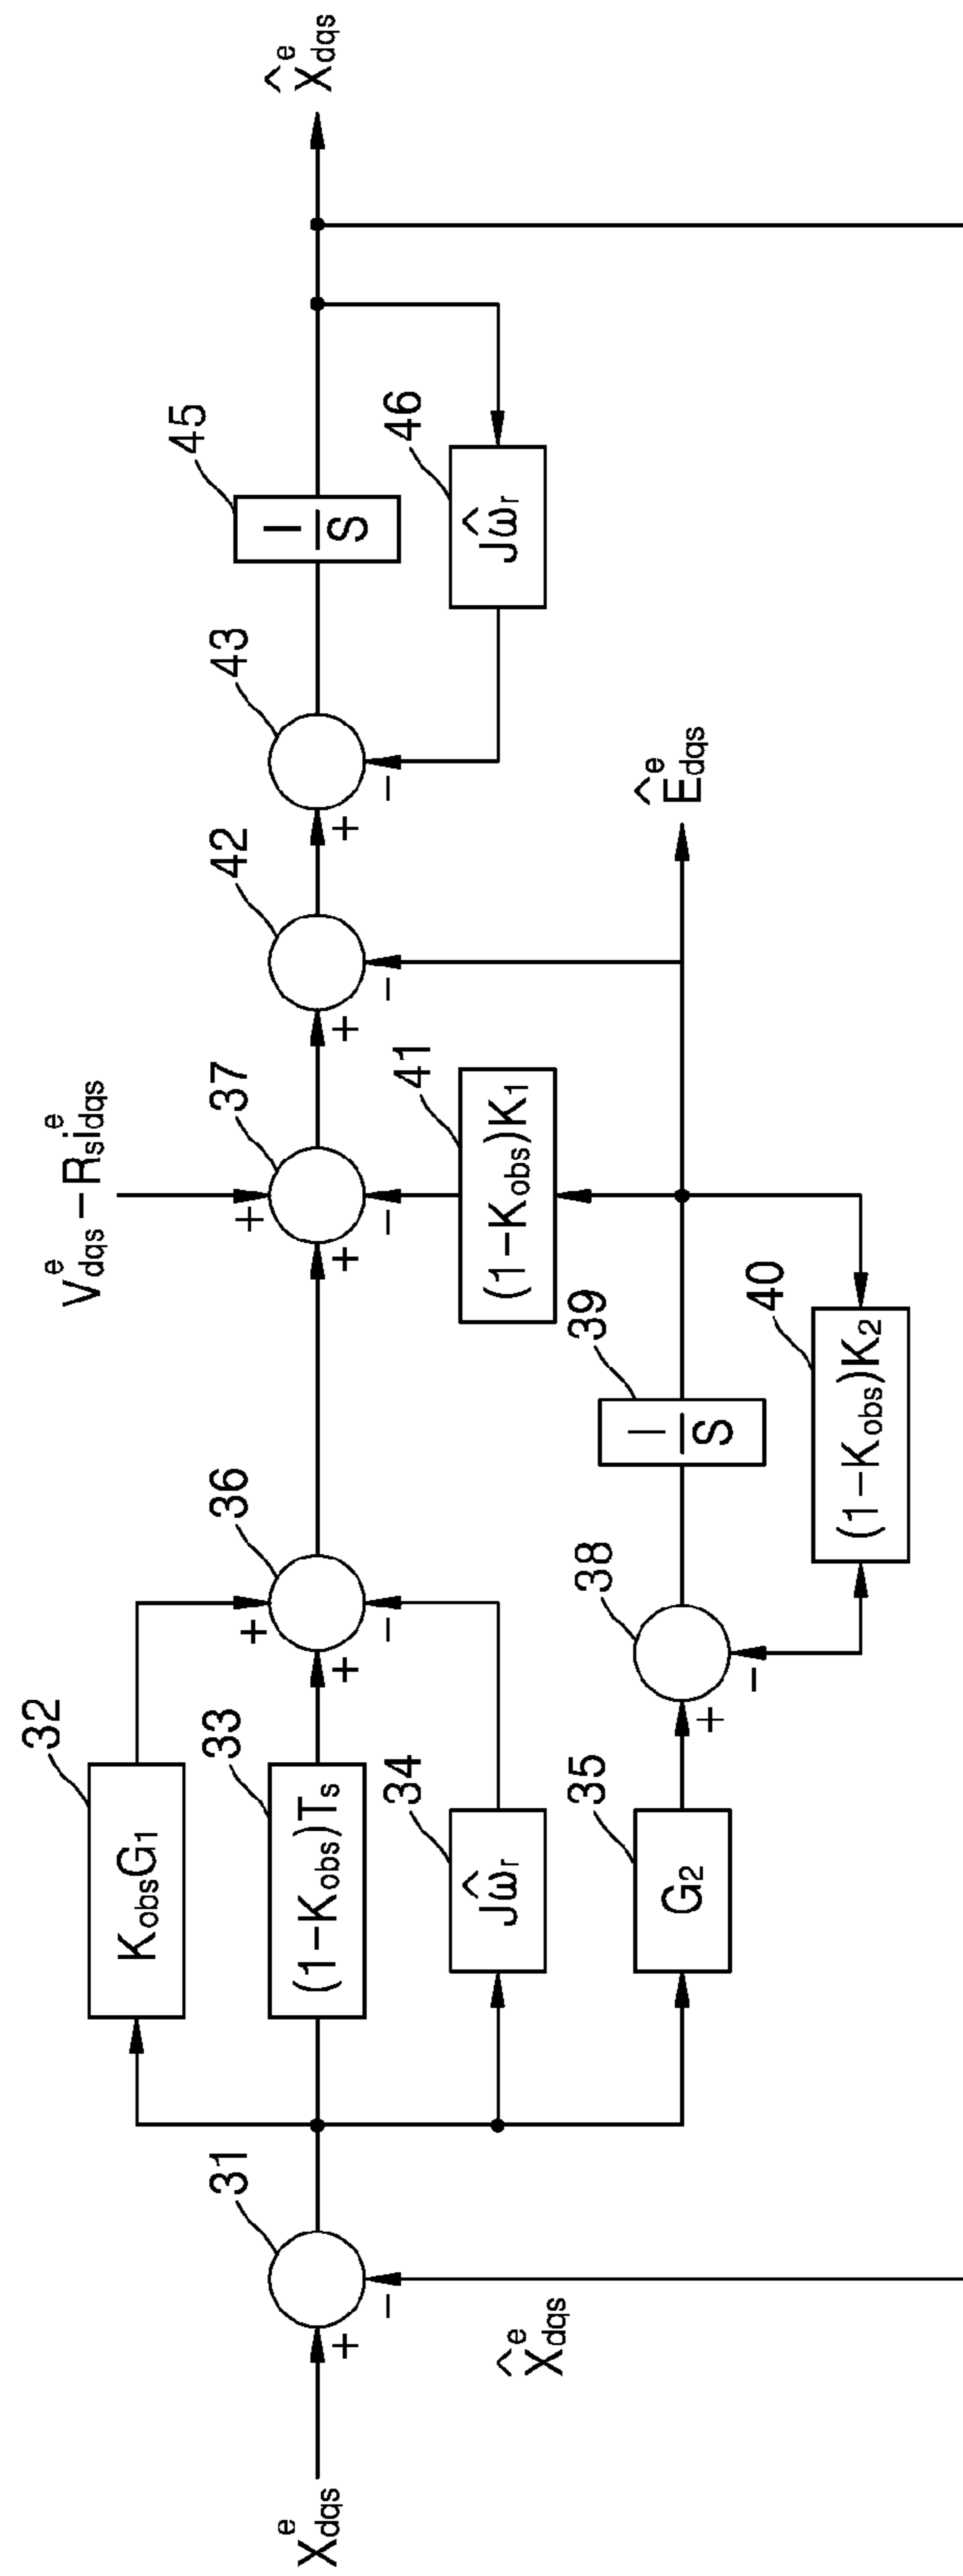 X^e_dqs
X̂^e_dqs
31
32
K_obs G_1
33
(1-K_obs)T_s
34
Jω̂_r
35
G_2
36
38
39
1/S
40
(1-K_obs)K_2
41
(1-K_obs)K_1
V^e_dqs - R_s i^e_dqs
37
42
43
45
1/S
46
Jω̂_r
Ê^e_dqs
X̂^e_dqs
+
-
+
+
-
+
-
+
+
-
+
-
+
-